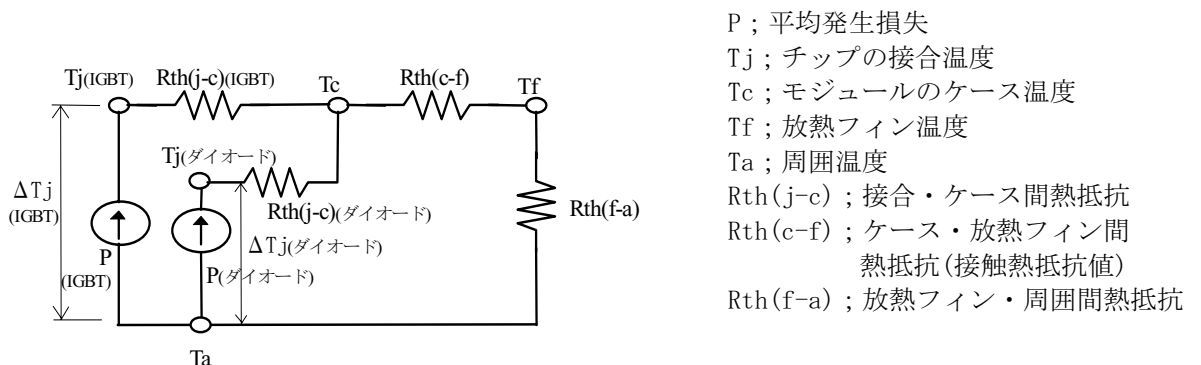 Tj(IGBT)
Rth(j-c)(IGBT)
Tc
Rth(c-f)
Tf
Tj(ダイオード)
ΔTj
(IGBT)
Rth(j-c)(ダイオード)
Rth(f-a)
ΔTj(ダイオード)
P
(IGBT)
P(ダイオード)
Ta
P；平均発生損失
Tj；チップの接合温度
Tc；モジュールのケース温度
Tf；放熱フィン温度
Ta；周囲温度
Rth(j-c)；接合・ケース間熱抵抗
Rth(c-f)；ケース・放熱フィン間
熱抵抗(接触熱抵抗値)
Rth(f-a)；放熱フィン・周囲間熱抵抗